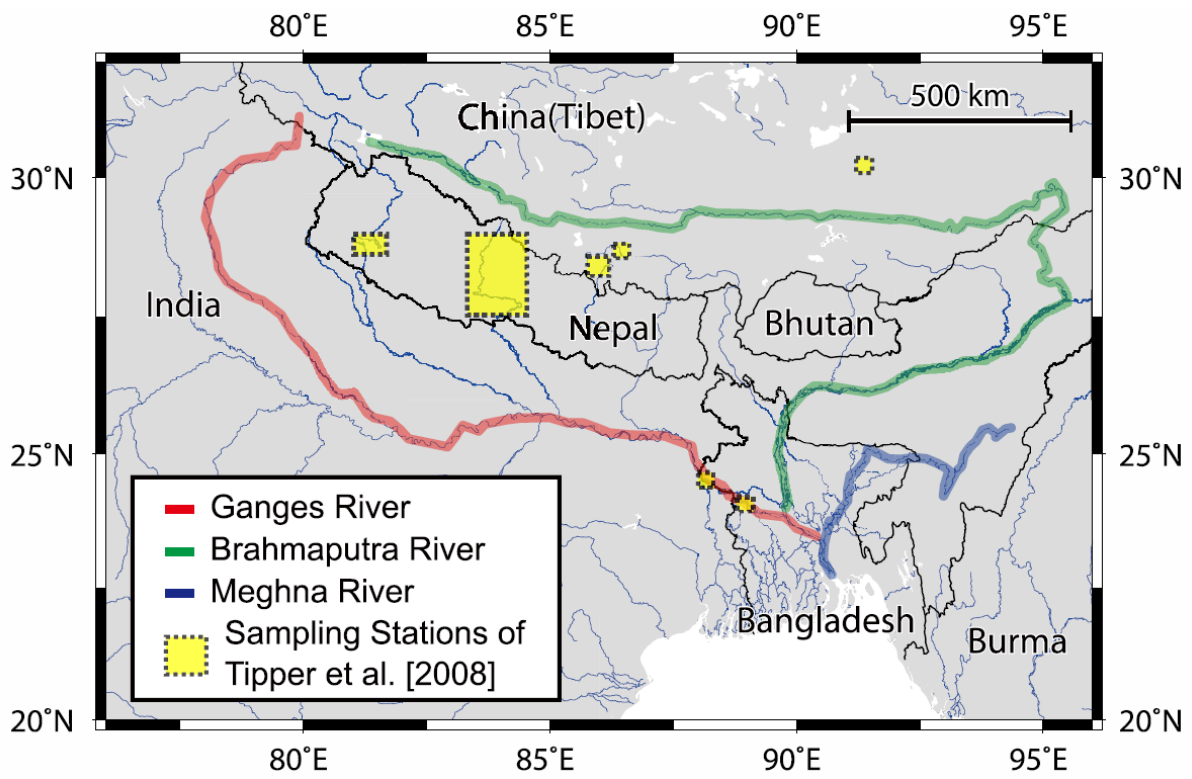 80˚E 85˚E 90˚E 95˚E
China(Tibet)
500 km
30˚N 30˚N
India
Nepal
Bhutan
25˚N 25˚N
Ganges River
Brahmaputra River
Meghna River
Sampling Stations of
Tipper et al. [2008]
Bangladesh
Burma
20˚N 20˚N
80˚E 85˚E 90˚E 95˚E